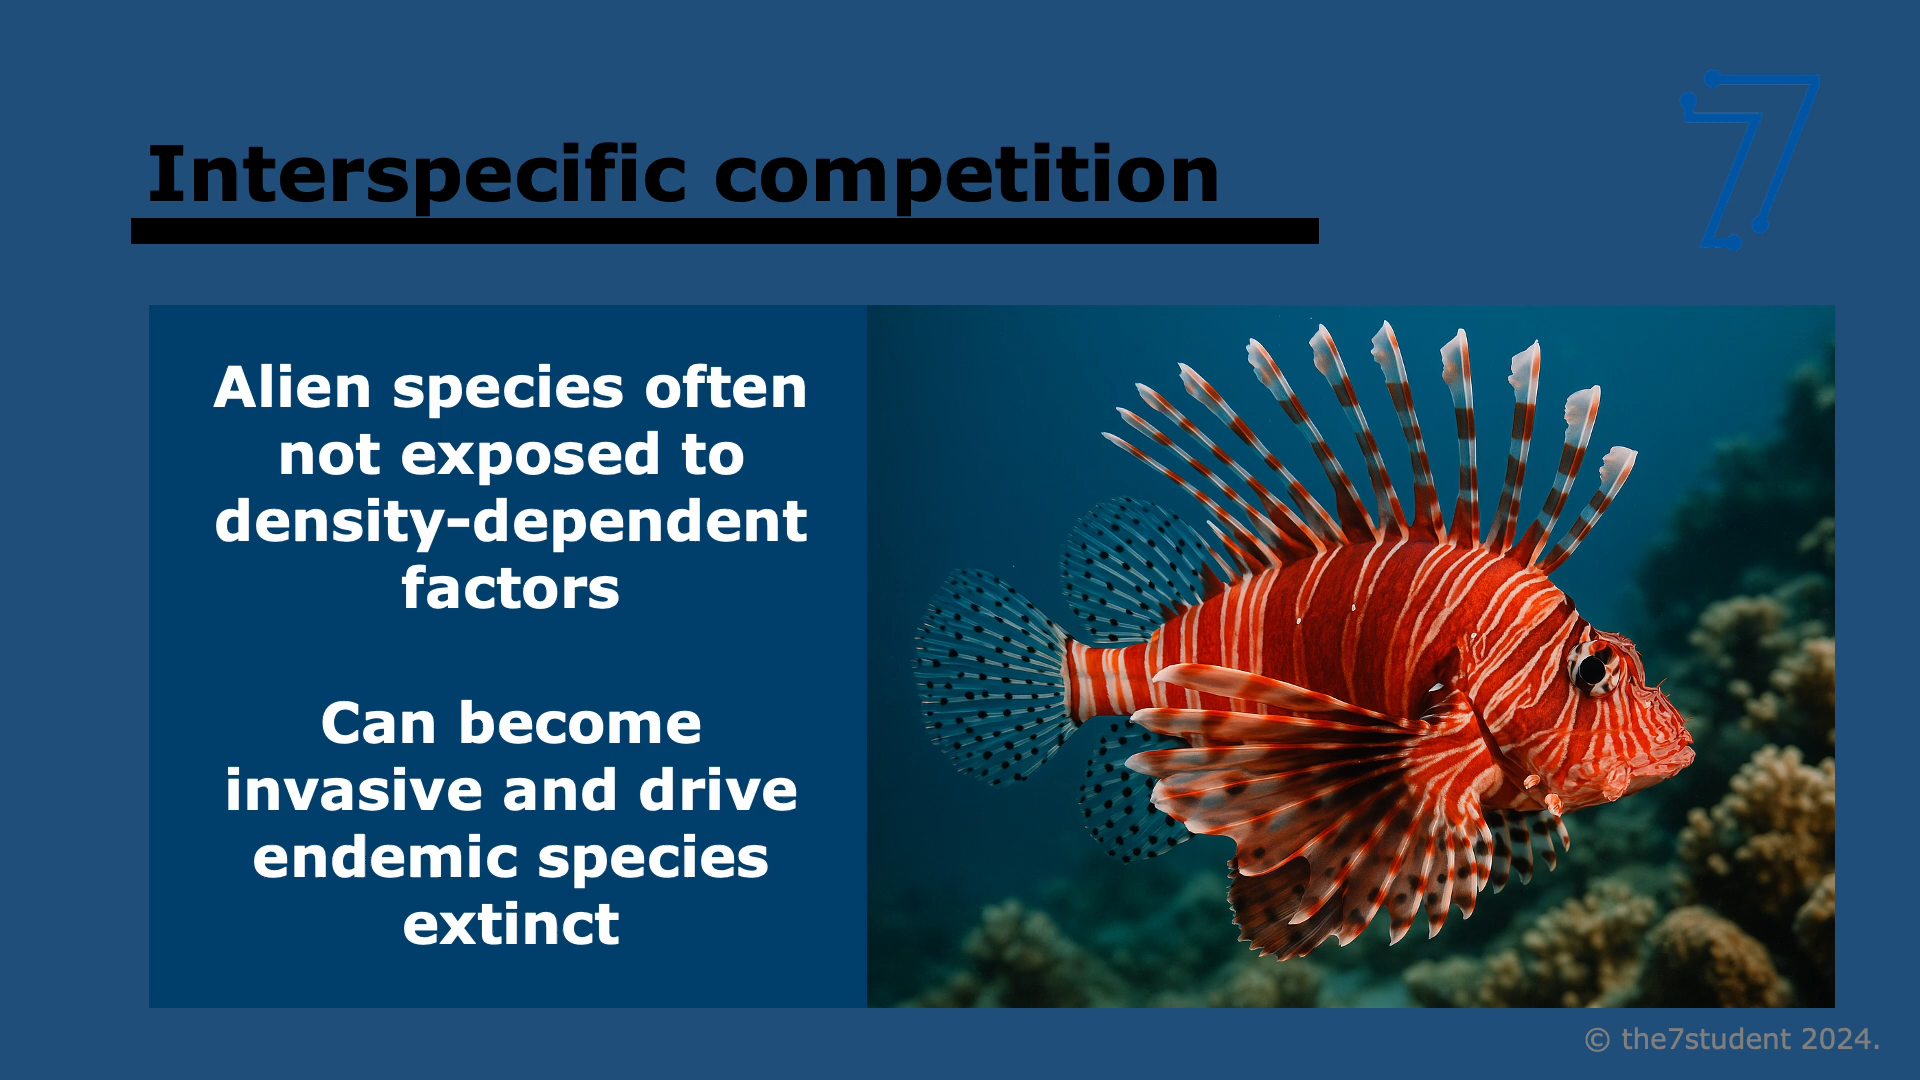 Interspecific competition
Alien species often
not exposed to
density-dependent
factors
Can become
invasive and drive
endemic species
extinct
© the7student 2024.